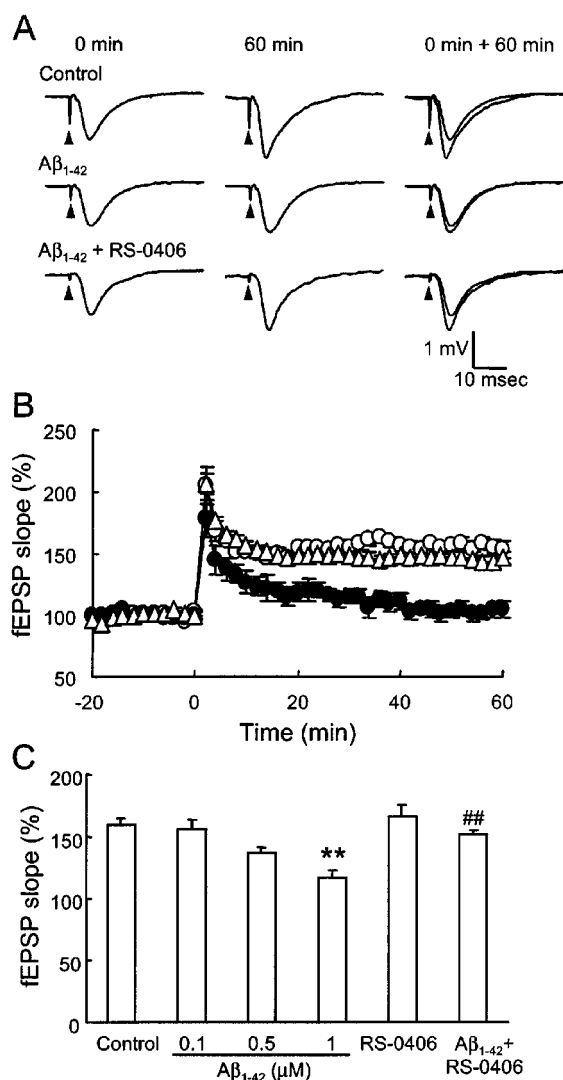 A
0 min 60 min 0 min + 60 min
Control
Aβ1-42
Aβ1-42 + RS-0406
1 mV
10 msec
B
250
200
150
100
50
fEPSP slope (%)
-20 0 20 40 60
Time (min)
C
200
150
100
50
0
fEPSP slope (%)
**
##
Control 0.1 0.5 1 RS-0406 Aβ1-42+
RS-0406
Aβ1-42 (μM)